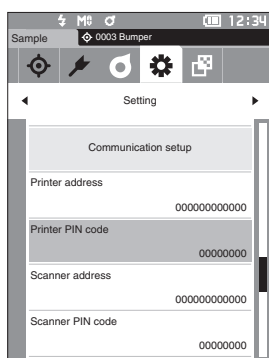 M0 12:34
Sample 0003 Bumper
Setting
Communication setup
Printer address
000000000000
Printer PIN code
00000000
Scanner address
000000000000
Scanner PIN code
00000000